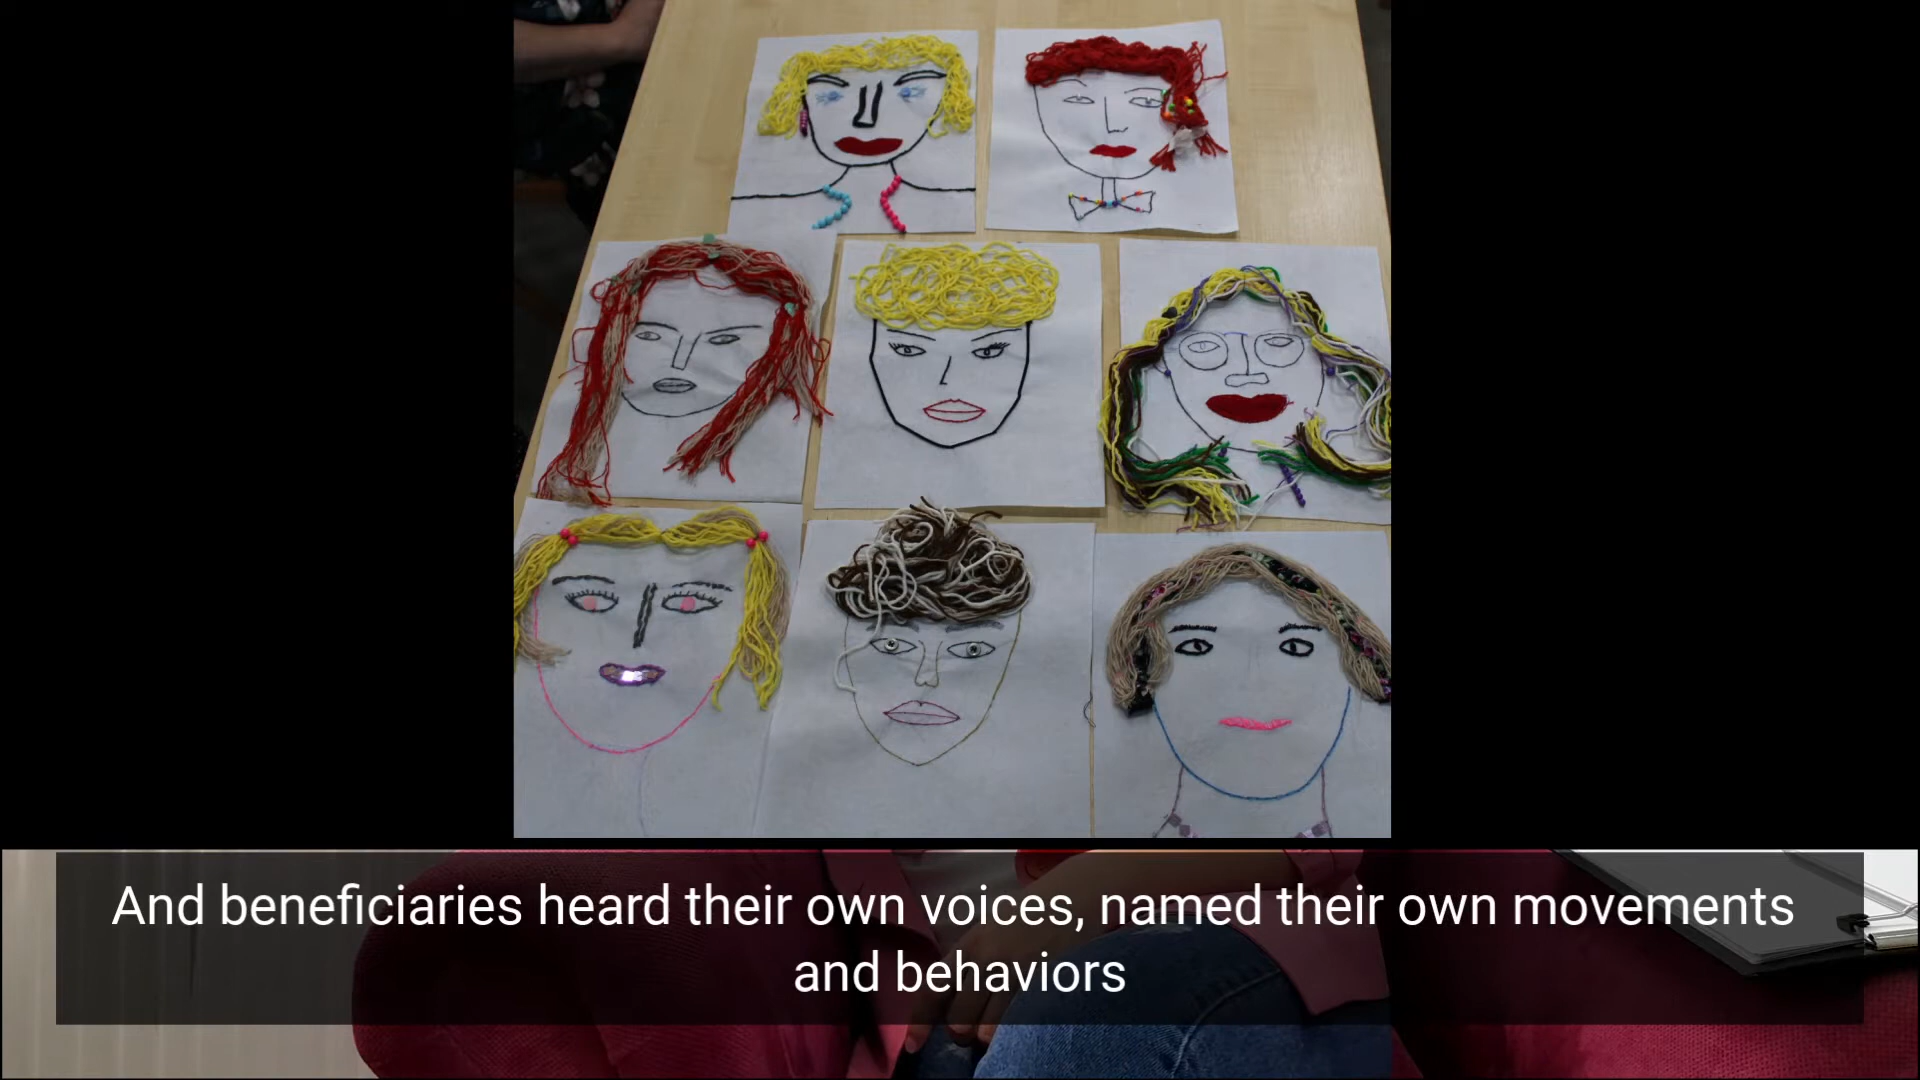 And beneficiaries heard their own voices, named their own movements
and behaviors